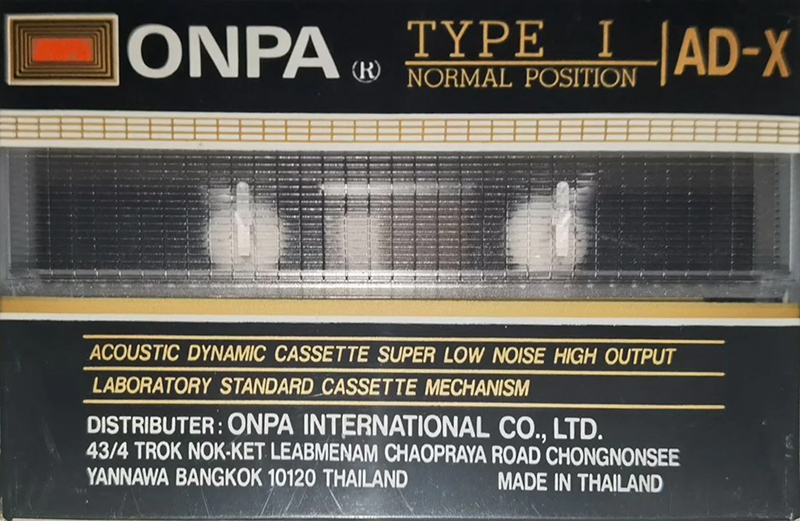 ONPA ®
TYPE I
NORMAL POSITION
AD-X
ACOUSTIC DYNAMIC CASSETTE SUPER LOW NOISE HIGH OUTPUT
LABORATORY STANDARD CASSETTE MECHANISM
DISTRIBUTER: ONPA INTERNATIONAL CO., LTD.
43/4 TROK NOK-KET LEABMENAM CHAOPRAYA ROAD CHONGNONSEE
YANNAWA BANGKOK 10120 THAILAND MADE IN THAILAND